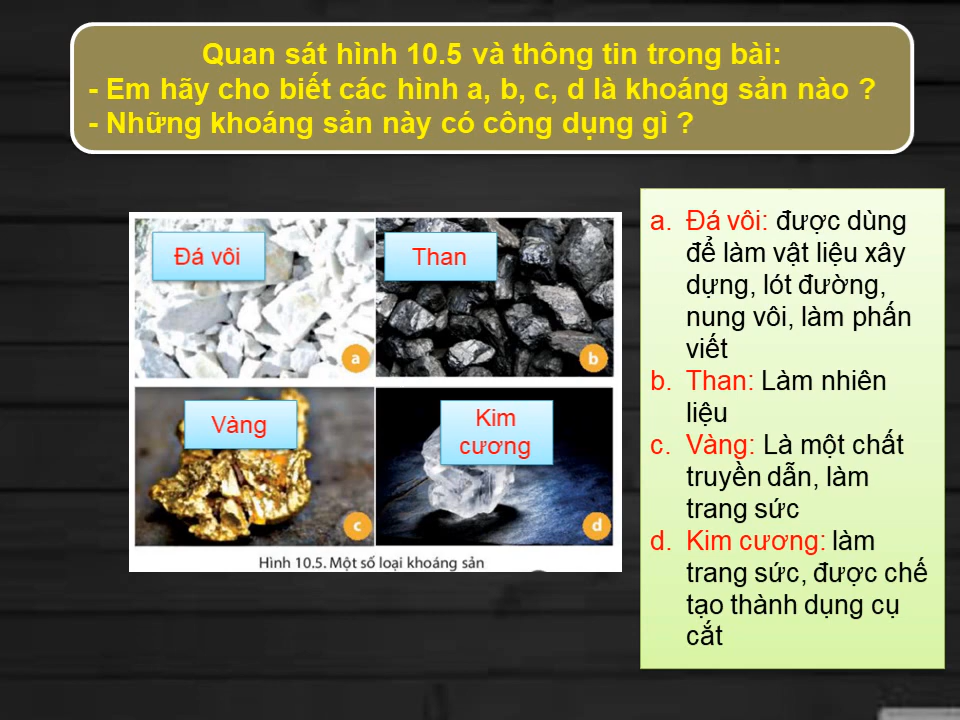 Quan sát hình 10.5 và thông tin trong bài:
- Em hãy cho biết các hình a, b, c, d là khoáng sản nào ?
- Những khoáng sản này có công dụng gì ?
Đá vôi
Than
a
b
Vàng
Kim
cương
c
d
Hình 10.5. Một số loại khoáng sản
a. Đá vôi: được dùng
để làm vật liệu xây
dựng, lót đường,
nung vôi, làm phấn
viết
b. Than: Làm nhiên
liệu
c. Vàng: Là một chất
truyền dẫn, làm
trang sức
d. Kim cương: làm
trang sức, được chế
tạo thành dụng cụ
cắt